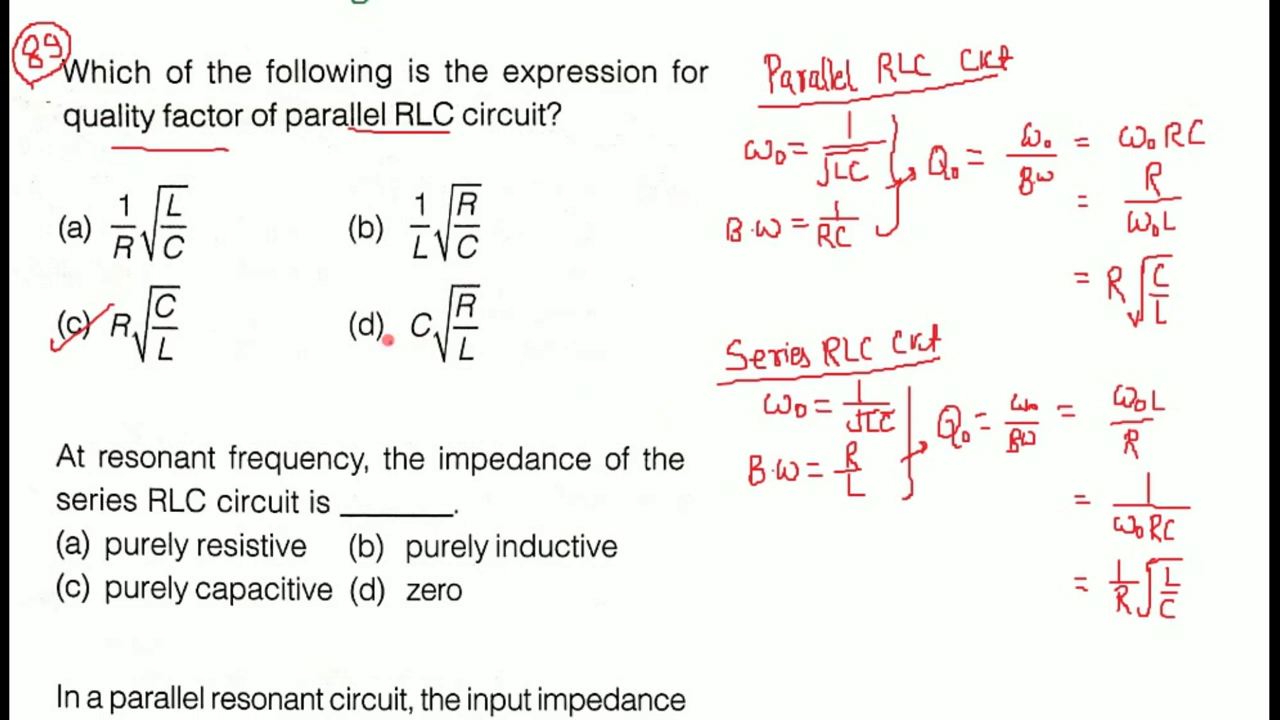 89
Which of the following is the expression for
quality factor of parallel RLC circuit?
(a) 1/R √(L/C) (b) 1/L √(R/C)
(c) R√(C/L) (d) C√(R/L)
At resonant frequency, the impedance of the
series RLC circuit is ______.
(a) purely resistive (b) purely inductive
(c) purely capacitive (d) zero
In a parallel resonant circuit, the input impedance
Parallel RLC Ckt
ω₀ = 1/√LC
B.W = 1/RC
Q₀ = ω₀/BW = ω₀RC
= R/ω₀L
= R√(C/L)
Series RLC Ckt
ω₀ = 1/√LC
B.W = R/L
Q₀ = ω₀/BW = ω₀L/R
= 1/ω₀RC
= 1/R √(L/C)